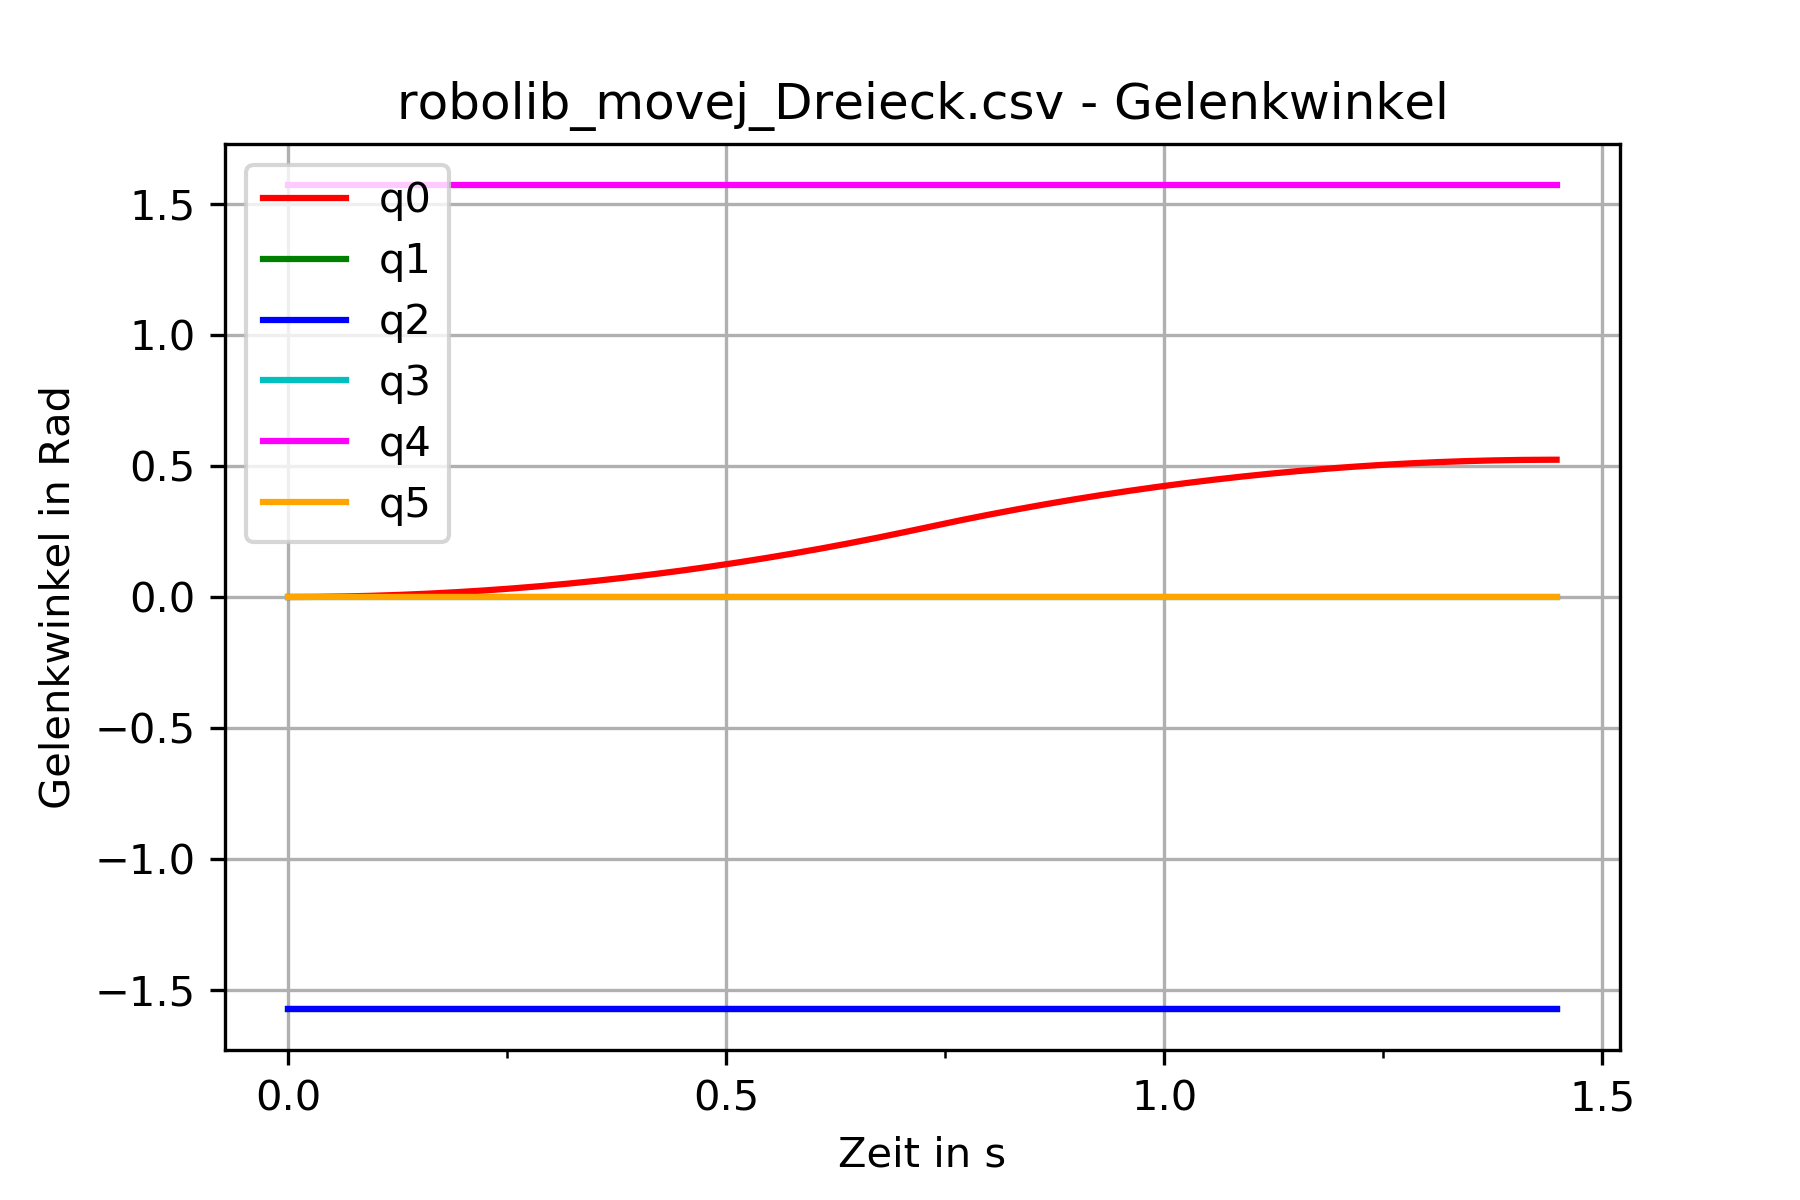 robolib_movej_Dreieck.csv - Gelenkwinkel
q0
q1
q2
q3
q4
q5
1.5
1.0
0.5
0.0
−0.5
−1.0
−1.5
Gelenkwinkel in Rad
0.0 0.5 1.0 1.5
Zeit in s